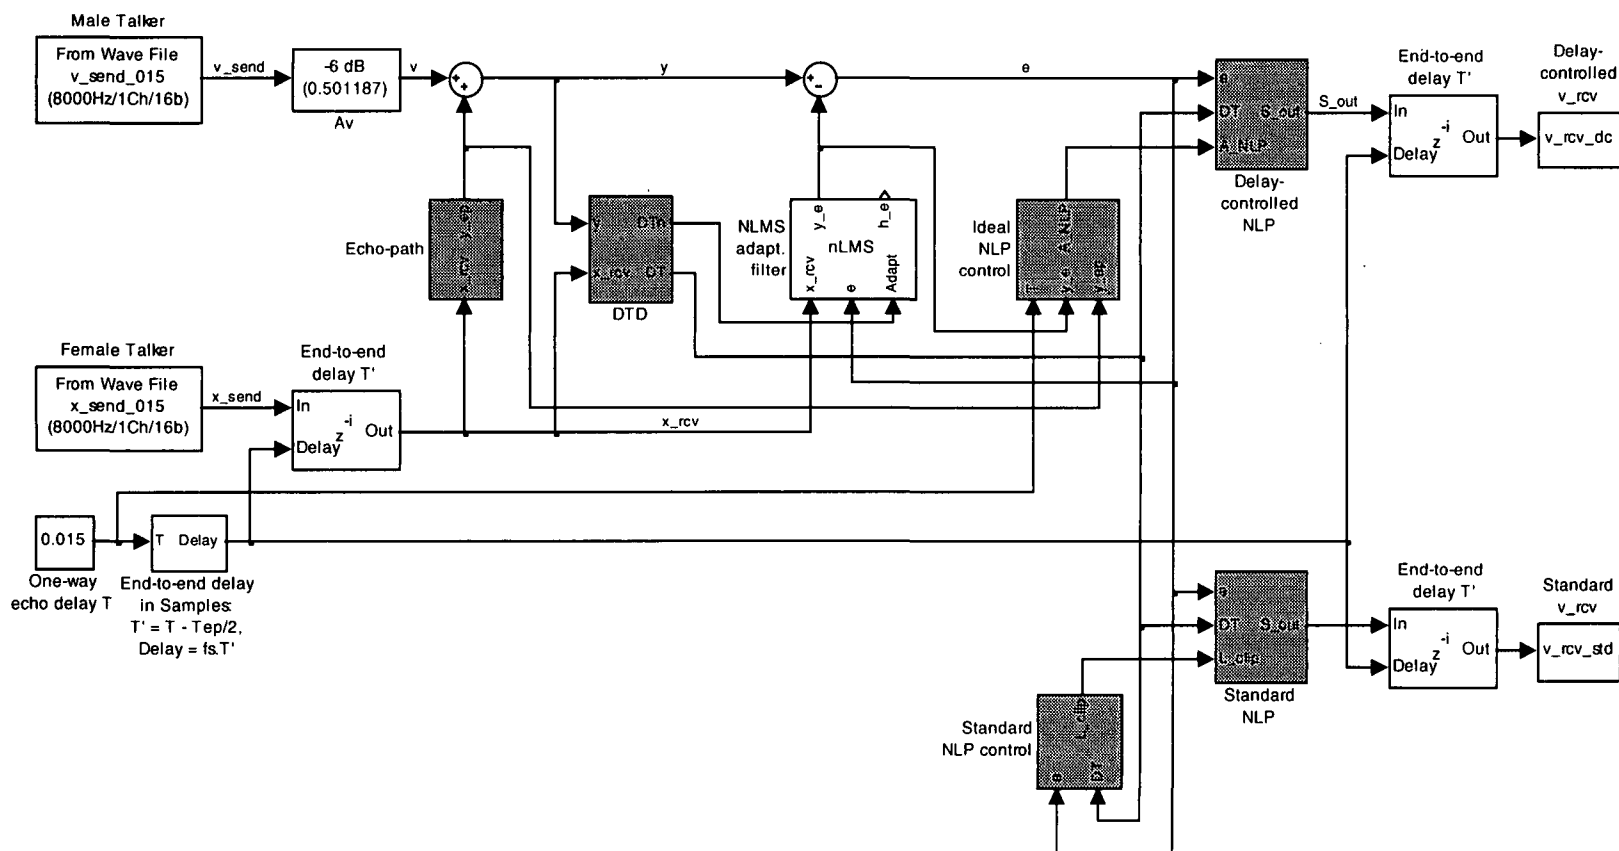 Male Talker
From Wave File
v_send_015
(8000Hz/1Ch/16b)
v_send
-6 dB
(0.501187)
Av
v
+
+
y
+
-
e
e
DT
A_NLP
S_out
Delay-
controlled
NLP
S_out
End-to-end
delay T'
In
Delay
z
-i
Out
Delay-
controlled
v_rcv
v_rcv_dc
Echo-path
y_ep
x_rcv
y
x_rcv
DTn
DT
DTD
NLMS
adapt.
filter
y_e
h_e
nLMS
x_rcv
e
Adapt
Ideal
NLP
control
A_NLP
T
y_e
y_ep
Female Talker
From Wave File
x_send_015
(8000Hz/1Ch/16b)
x_send
End-to-end
delay T'
In
Delay
z
-i
Out
x_rcv
0.015
One-way
echo delay T
T
Delay
End-to-end delay
in Samples:
T' = T - Tep/2,
Delay = fs.T'
e
DT
L_clip
S_out
Standard
NLP
End-to-end
delay T'
In
Delay
z
-i
Out
Standard
v_rcv
v_rcv_std
Standard
NLP control
L_clip
e
DT